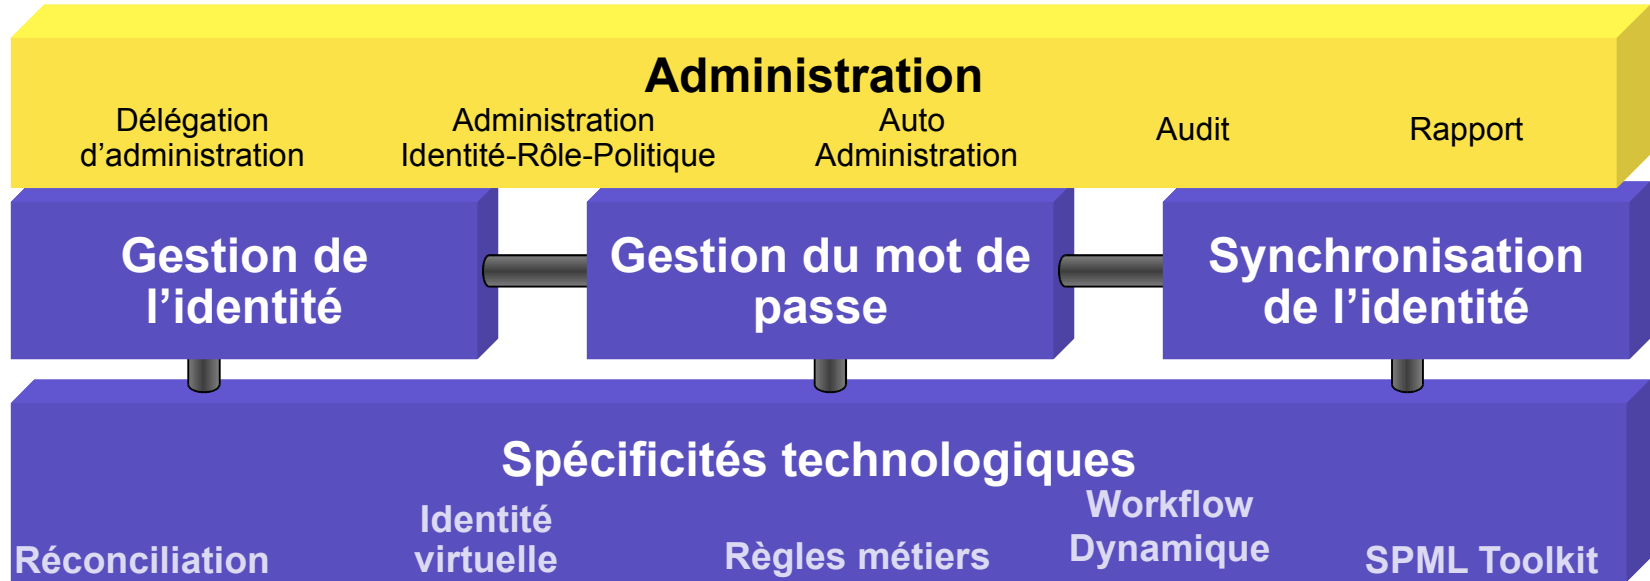 Administration
Délégation
d’administration
Administration
Identité-Rôle-Politique
Auto
Administration
Audit
Rapport
Gestion de
l’identité
Gestion du mot de
passe
Synchronisation
de l’identité
Spécificités technologiques
Réconciliation
Identité
virtuelle
Règles métiers
Workflow
Dynamique
SPML Toolkit